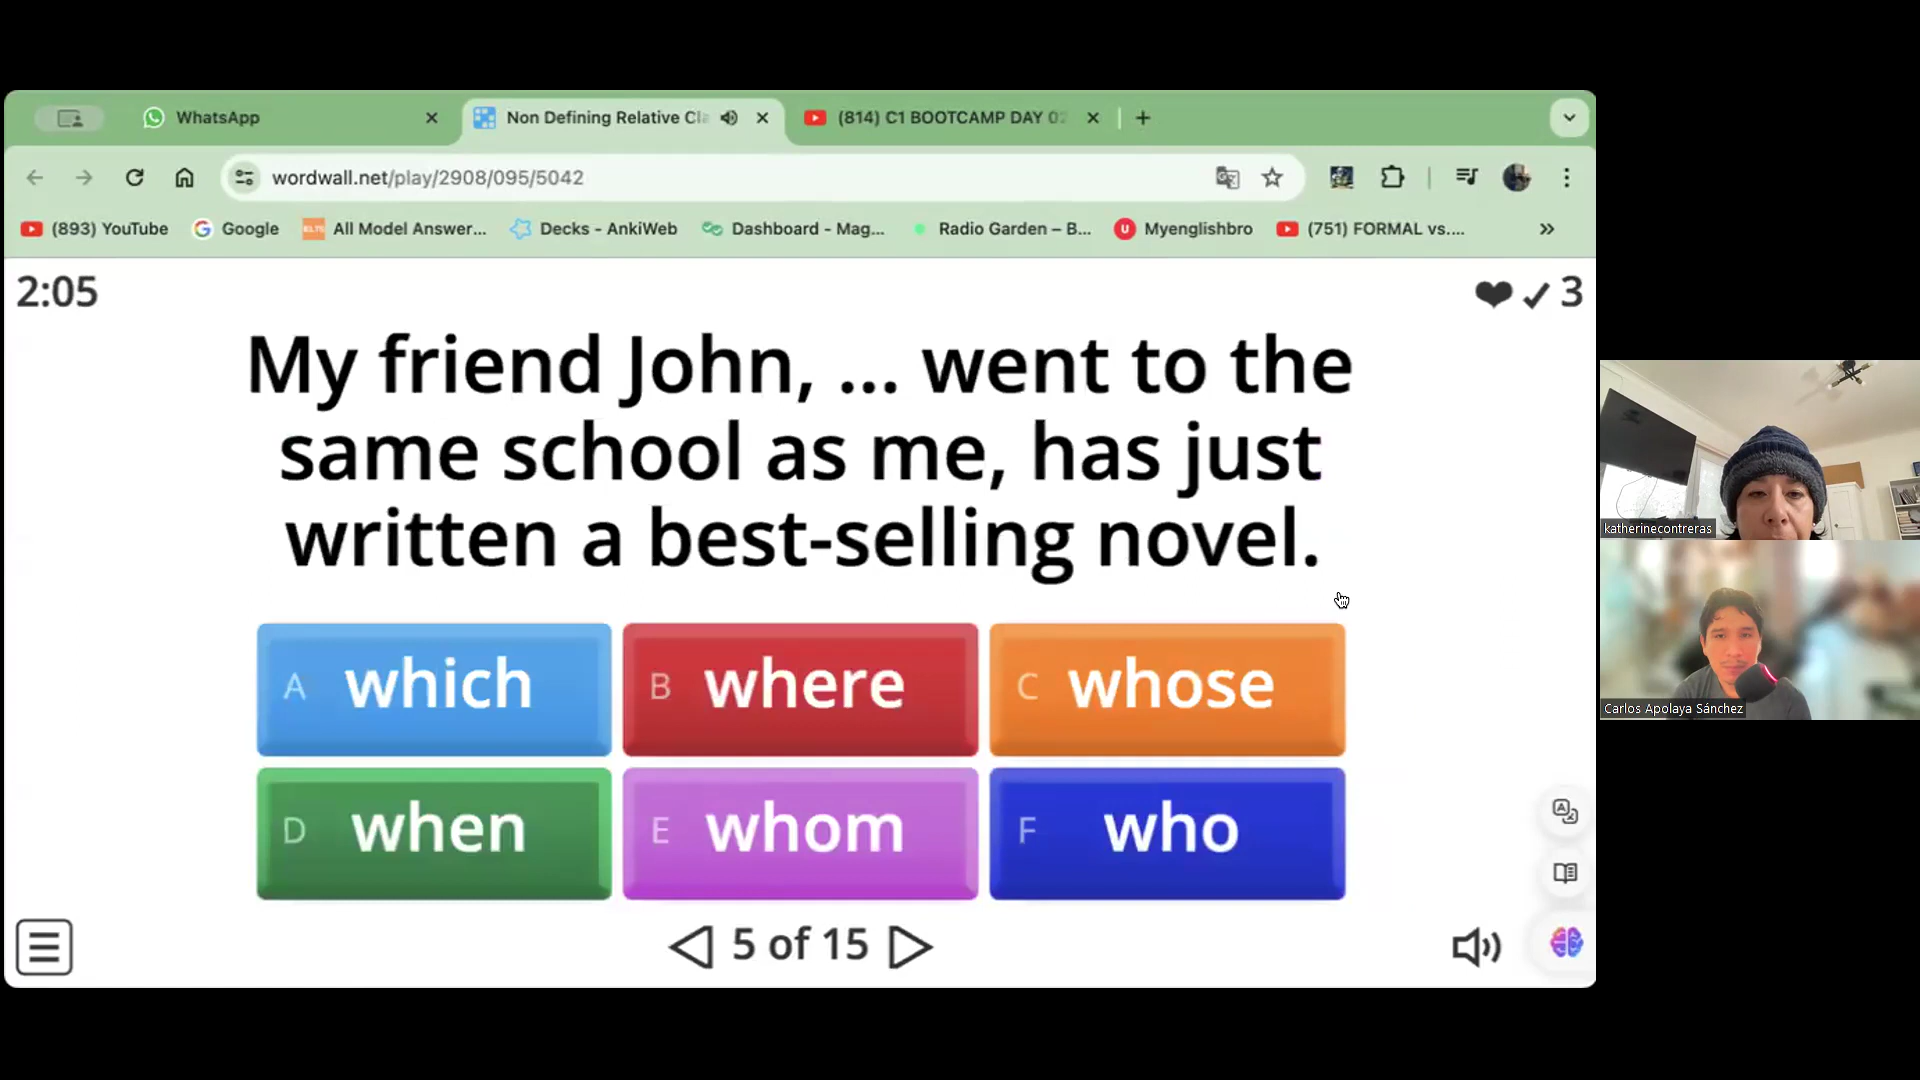 WhatsApp
Non Defining Relative Cla
(814) C1 BOOTCAMP DAY 02
wordwall.net/play/2908/095/5042
(893) YouTube
Google
IELTS
All Model Answer...
Decks - AnkiWeb
Dashboard - Mag...
Radio Garden – B...
Myenglishbro
(751) FORMAL vs....
2:05
3
My friend John, ... went to the
same school as me, has just
written a best-selling novel.
A which
B where
C whose
D when
E whom
F who
5 of 15
katherinecontreras
Carlos Apolaya Sánchez